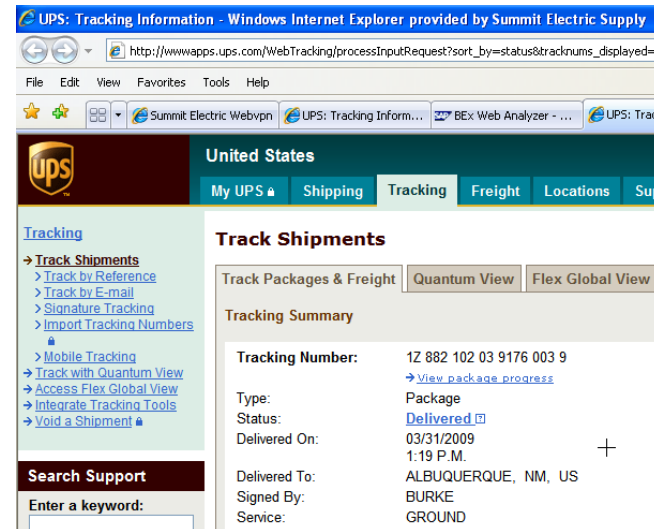 UPS: Tracking Information - Windows Internet Explorer provided by Summit Electric Supply
http://wwwapps.ups.com/WebTracking/processInputRequest?sort_by=status&tracknums_displayed=
File Edit View Favorites Tools Help
Summit Electric Webvpn UPS: Tracking Inform... BEx Web Analyzer - ... UPS: Trac
ups
United States
My UPS Shipping Tracking Freight Locations Sup
Tracking
Track Shipments
Track by Reference
Track by E-mail
Signature Tracking
Import Tracking Numbers
Mobile Tracking
Track with Quantum View
Access Flex Global View
Integrate Tracking Tools
Void a Shipment
Search Support
Enter a keyword:
Track Shipments
Track Packages & Freight Quantum View Flex Global View
Tracking Summary
Tracking Number: 1Z 882 102 03 9176 003 9
View package progress
Type: Package
Status: Delivered
Delivered On: 03/31/2009
1:19 P.M.
Delivered To: ALBUQUERQUE, NM, US
Signed By: BURKE
Service: GROUND